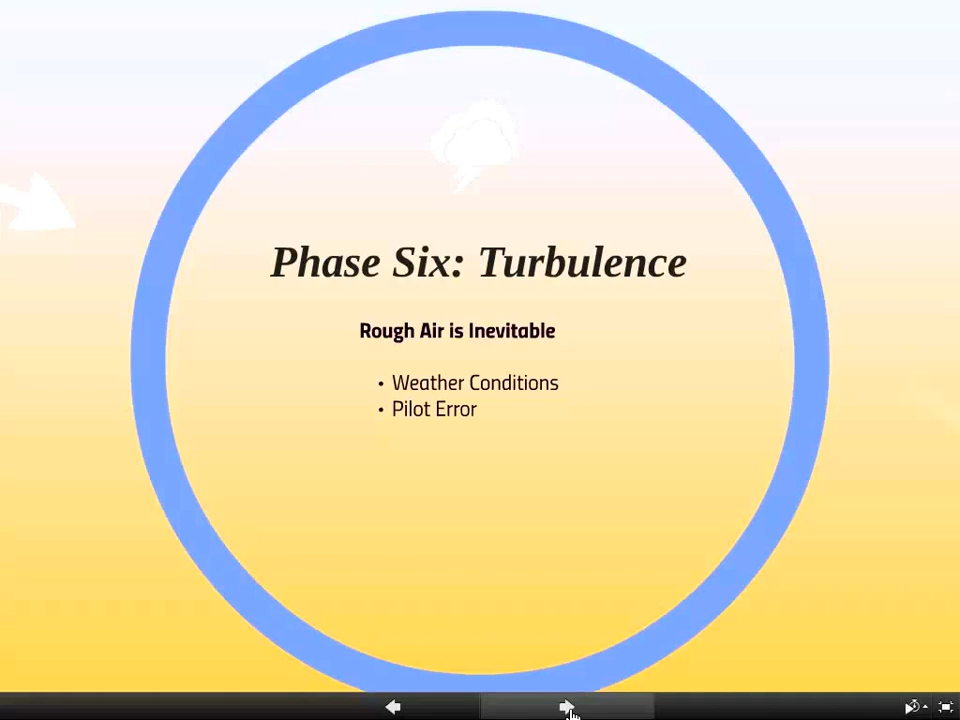 Phase Six: Turbulence
Rough Air is Inevitable
• Weather Conditions
• Pilot Error